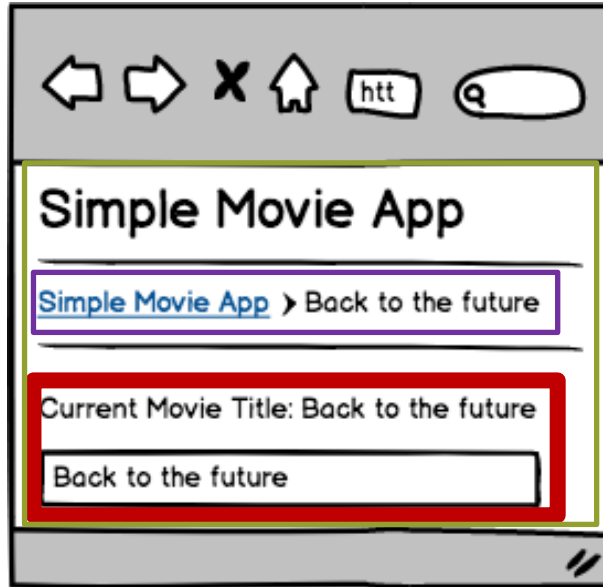 htt
Simple Movie App
Simple Movie App > Back to the future
Current Movie Title: Back to the future
Back to the future